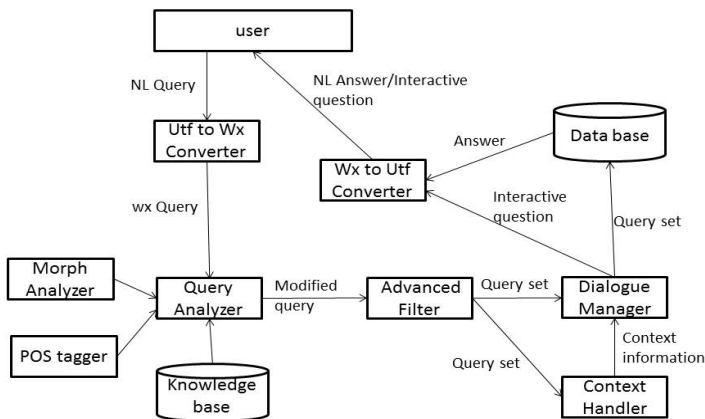 user
NL Query
NL Answer/Interactive
question
Utf to Wx
Converter
Data base
Answer
Wx to Utf
Converter
wx Query
Interactive
question
Query set
Morph
Analyzer
Query
Analyzer
Modified
query
Advanced
Filter
Query set
Dialogue
Manager
POS tagger
Query set
Context
information
Knowledge
base
Context
Handler